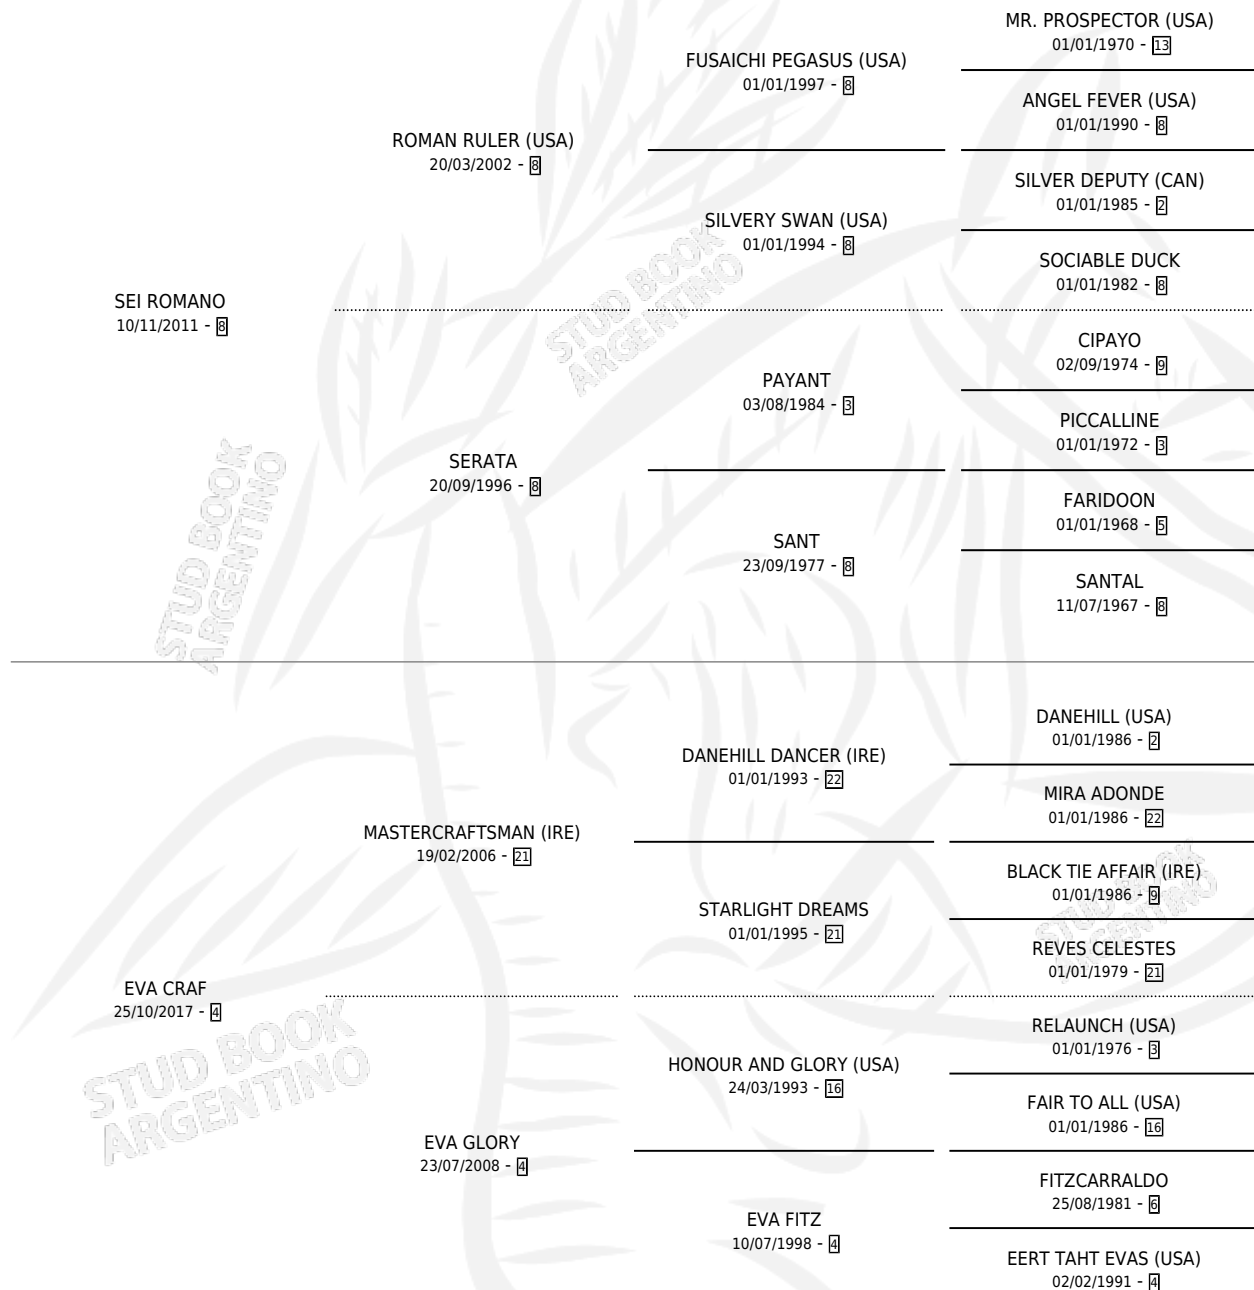 MR. PROSPECTOR (USA)
01/01/1970 - 13
FUSAICHI PEGASUS (USA)
01/01/1997 - 8
ANGEL FEVER (USA)
01/01/1990 - 8
ROMAN RULER (USA)
20/03/2002 - 8
SILVER DEPUTY (CAN)
01/01/1985 - 2
SILVERY SWAN (USA)
01/01/1994 - 8
SOCIABLE DUCK
01/01/1982 - 8
SEI ROMANO
10/11/2011 - 8
CIPAYO
02/09/1974 - 9
PAYANT
03/08/1984 - 3
PICCALLINE
01/01/1972 - 3
SERATA
20/09/1996 - 8
FARIDOON
01/01/1968 - 5
SANT
23/09/1977 - 8
SANTAL
11/07/1967 - 8
DANEHILL (USA)
01/01/1986 - 2
DANEHILL DANCER (IRE)
01/01/1993 - 22
MIRA ADONDE
01/01/1986 - 22
MASTERCRAFTSMAN (IRE)
19/02/2006 - 21
BLACK TIE AFFAIR (IRE)
01/01/1986 - 9
STARLIGHT DREAMS
01/01/1995 - 21
REVES CELESTES
01/01/1979 - 21
EVA CRAF
25/10/2017 - 4
RELAUNCH (USA)
01/01/1976 - 3
HONOUR AND GLORY (USA)
24/03/1993 - 16
FAIR TO ALL (USA)
01/01/1986 - 16
EVA GLORY
23/07/2008 - 4
FITZCARRALDO
25/08/1981 - 6
EVA FITZ
10/07/1998 - 4
EERT TAHT EVAS (USA)
02/02/1991 - 4
STUD BOOK
ARGENTINO
STUD BOOK
ARGENTINO
STUD BOOK
ARGENTINO
STUD BOOK
ARGENTINO